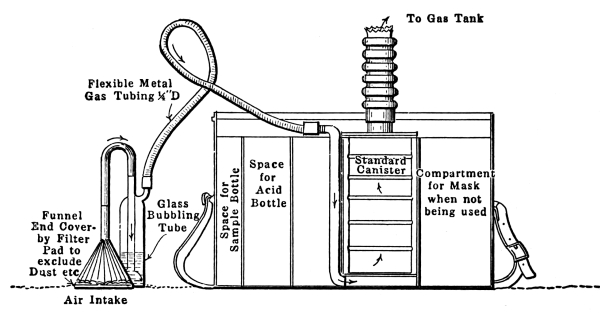 To Gas Tank
Flexible Metal
Gas Tubing ¼"D
Space for
Sample Bottle
Space
for
Acid
Bottle
Standard
Canister
Compartment
for Mask
when not
being used
Glass
Bubbling
Tube
Funnel
End Cover-
by Filter
Pad to
exclude
Dust etc
Air Intake